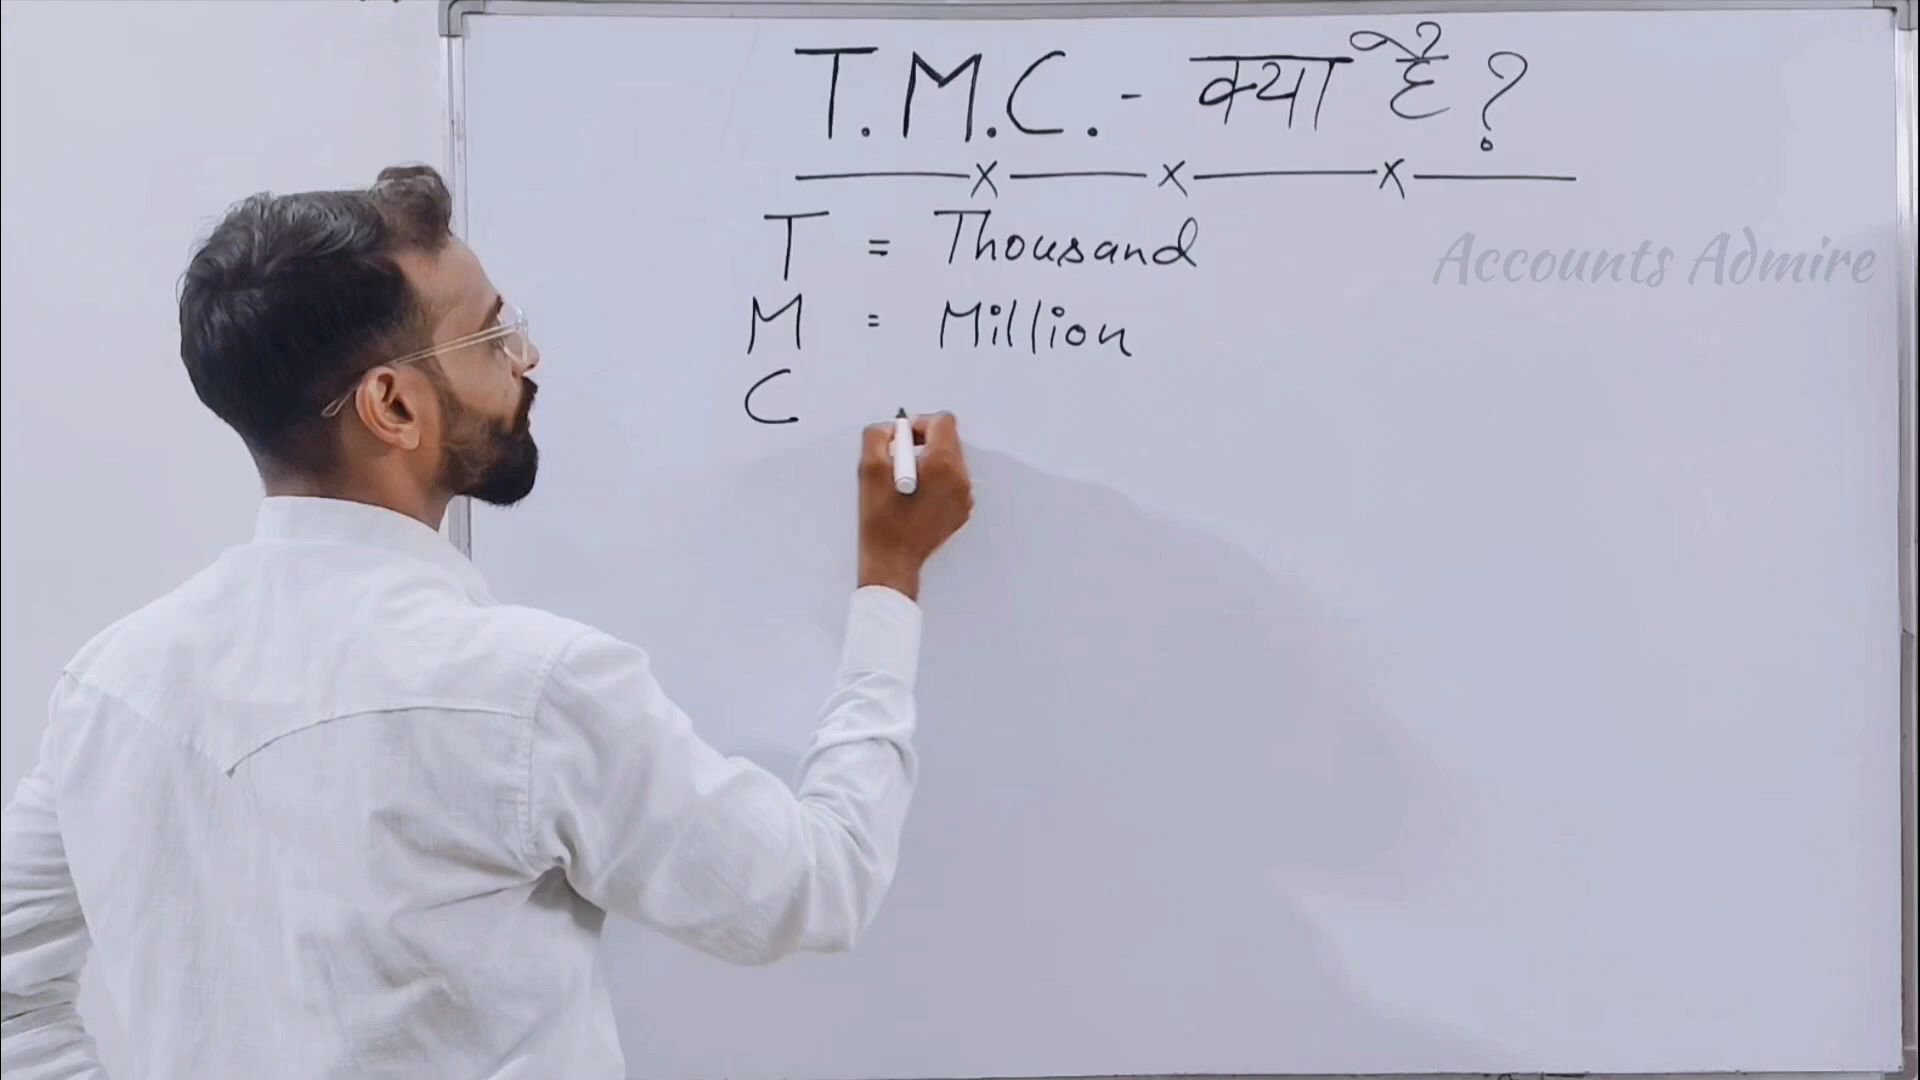 T.M.C. - क्या है ?
T = Thousand
Accounts Admire
M = Million
C